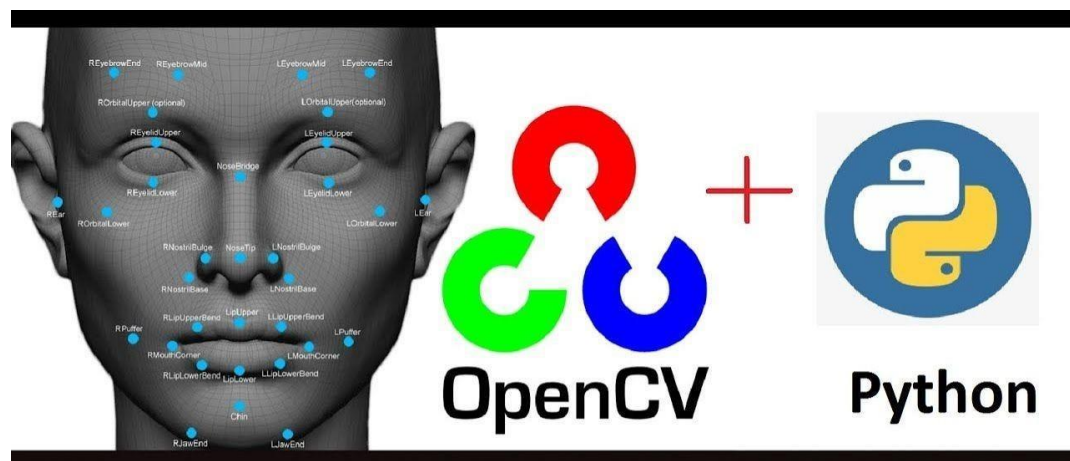 REyebrowEnd
REyebrowMid
LEyebrowMid
LEyebrowEnd
ROrbitalUpper (optional)
LOrbitalUpper(optional)
REyelidUpper
LEyelidUpper
NoseBridge
REyelidLower
LEyelidLower
REar
ROrbitalLower
LOrbitalLower
LEar
RNostrilBulge
NoseTip
LNostrilBulge
RNostrilBase
LNostrilBase
RLipUpperBend
LipUpper
LLipUpperBend
RPuffer
LPuffer
RMouthCorner
LMouthCorner
RLipLowerBend
LipLower
LLipLowerBend
Chin
RJawEnd
LJawEnd
OpenCV
Python